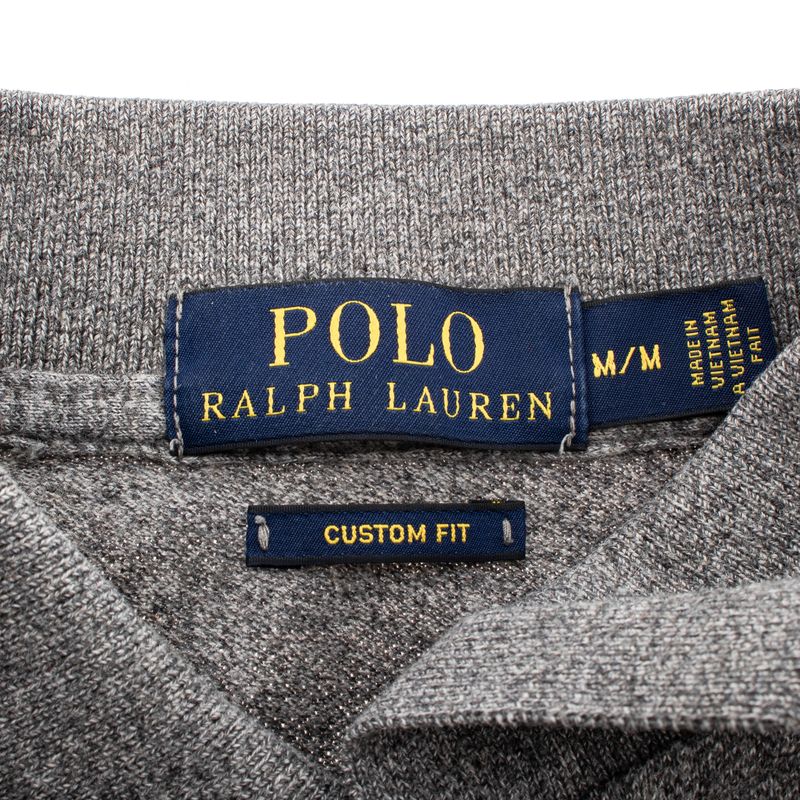 POLO
RALPH LAUREN
M/M
MADE IN
VIETNAM
A VIETNAM
FAIT
CUSTOM FIT